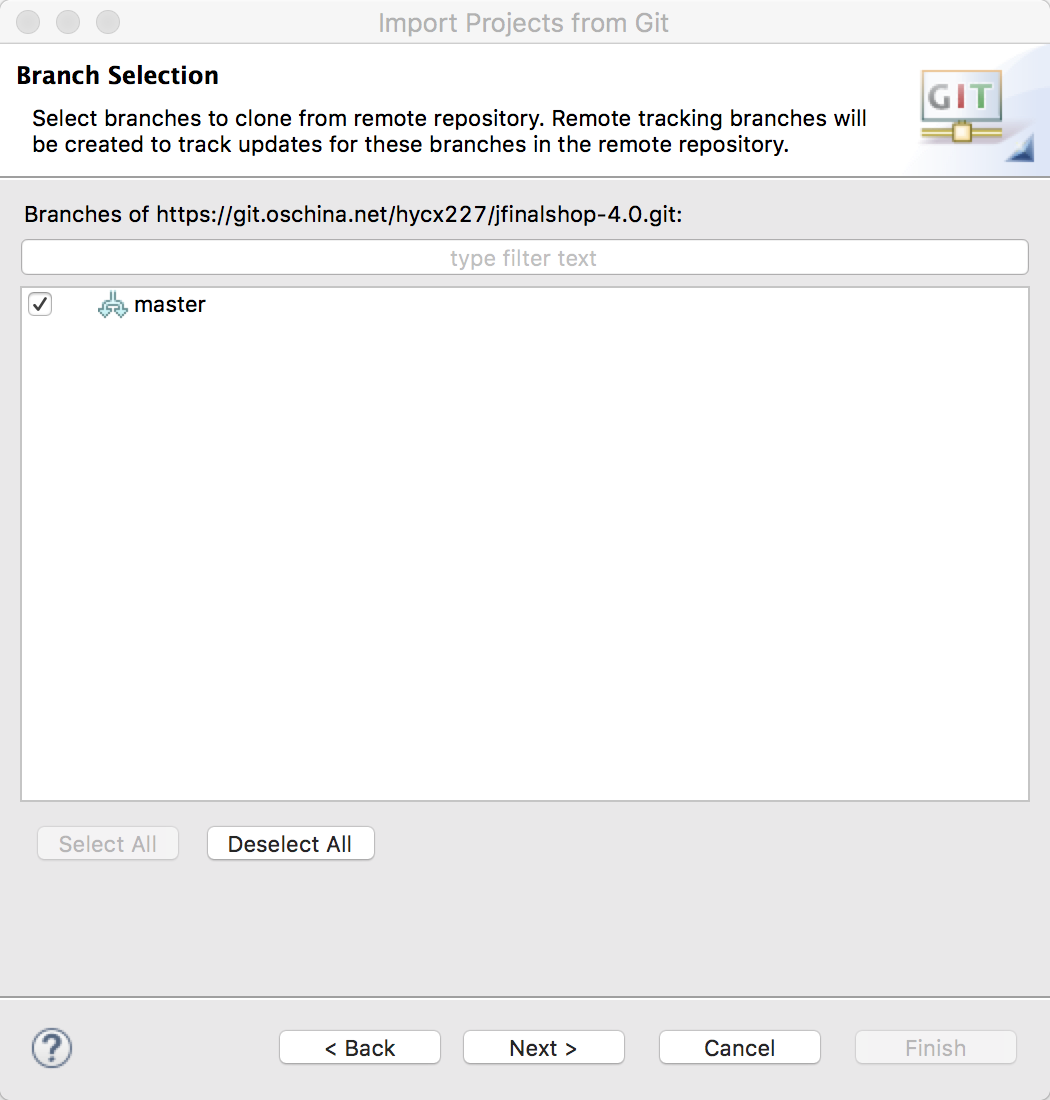 Import Projects from Git
Branch Selection
Select branches to clone from remote repository. Remote tracking branches will
be created to track updates for these branches in the remote repository.
GIT
Branches of https://git.oschina.net/hycx227/jfinalshop-4.0.git:
type filter text
master
Select All
Deselect All
?
< Back
Next >
Cancel
Finish